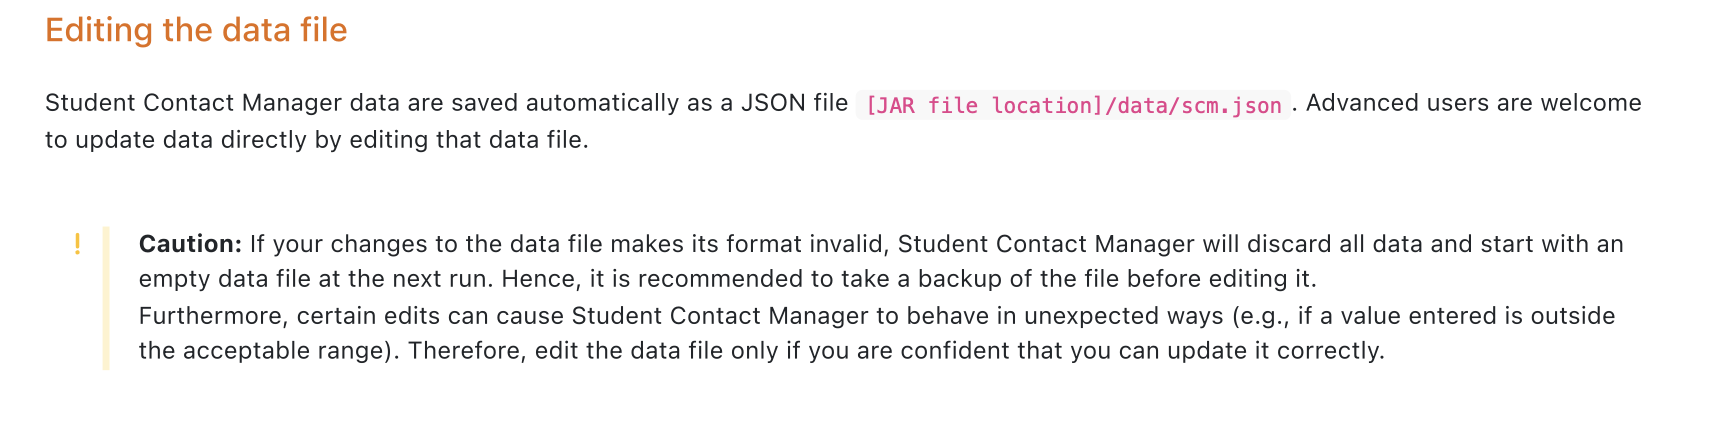 Editing the data file
Student Contact Manager data are saved automatically as a JSON file [JAR file location]/data/scm.json. Advanced users are welcome
to update data directly by editing that data file.
! Caution: If your changes to the data file makes its format invalid, Student Contact Manager will discard all data and start with an
empty data file at the next run. Hence, it is recommended to take a backup of the file before editing it.
Furthermore, certain edits can cause Student Contact Manager to behave in unexpected ways (e.g., if a value entered is outside
the acceptable range). Therefore, edit the data file only if you are confident that you can update it correctly.